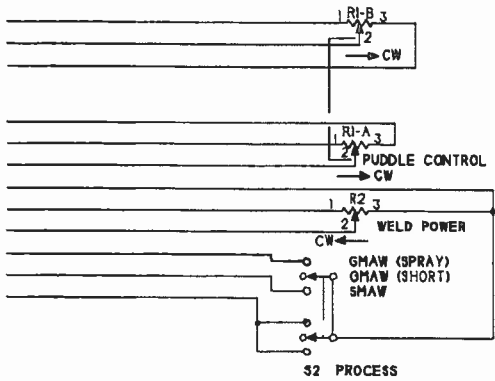 R1-B
1 3
2
CW
R1-A
1 3
2
PUDDLE CONTROL
CW
R2
1 3
2
WELD POWER
CW
GMAW (SPRAY)
GMAW (SHORT)
SMAW
S2 PROCESS